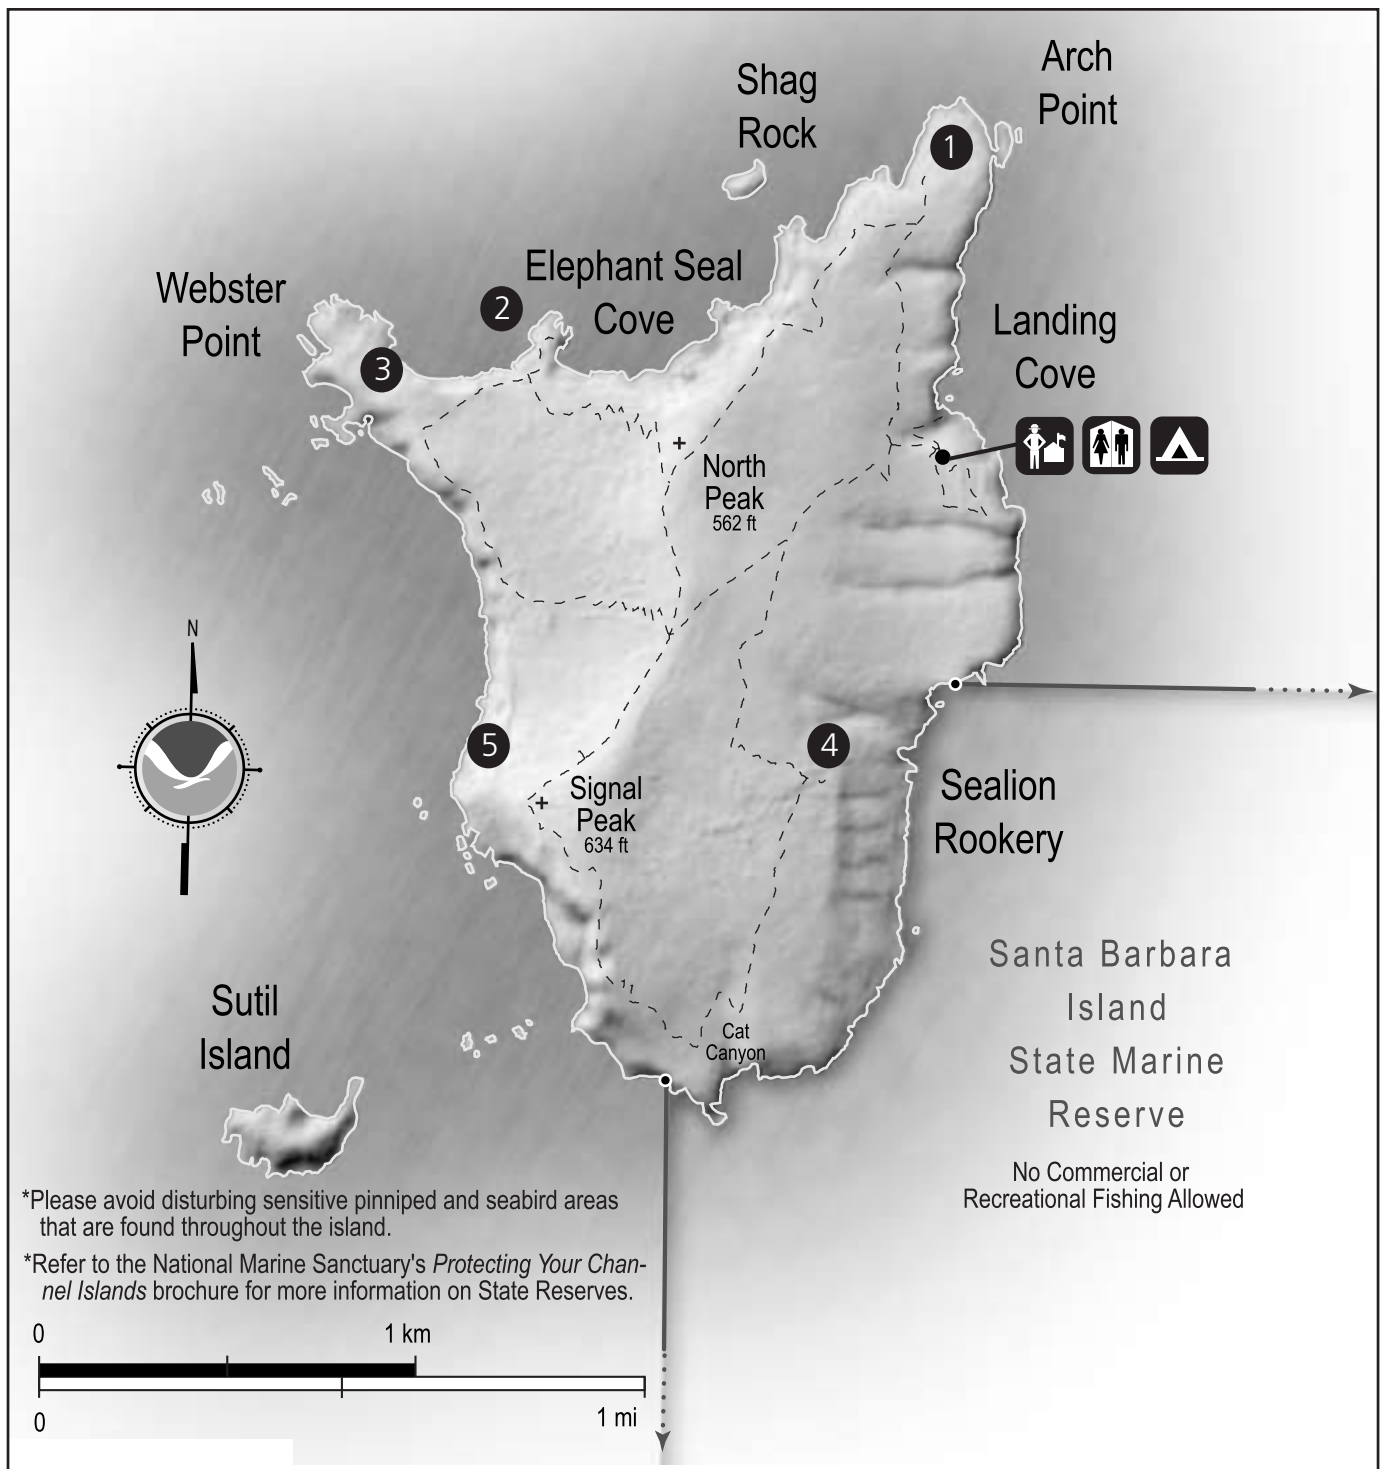 Arch
Point
Shag
Rock
1
Elephant Seal
Cove
2
Webster
Point
3
Landing
Cove
North
Peak
562 ft
N
4
5
Signal
Peak
634 ft
Sealion
Rookery
Santa Barbara
Island
State Marine
Reserve
No Commercial or
Recreational Fishing Allowed
Cat
Canyon
Sutil
Island
*Please avoid disturbing sensitive pinniped and seabird areas
that are found throughout the island.
*Refer to the National Marine Sanctuary's Protecting Your Chan-
nel Islands brochure for more information on State Reserves.
0 1 km
0 1 mi